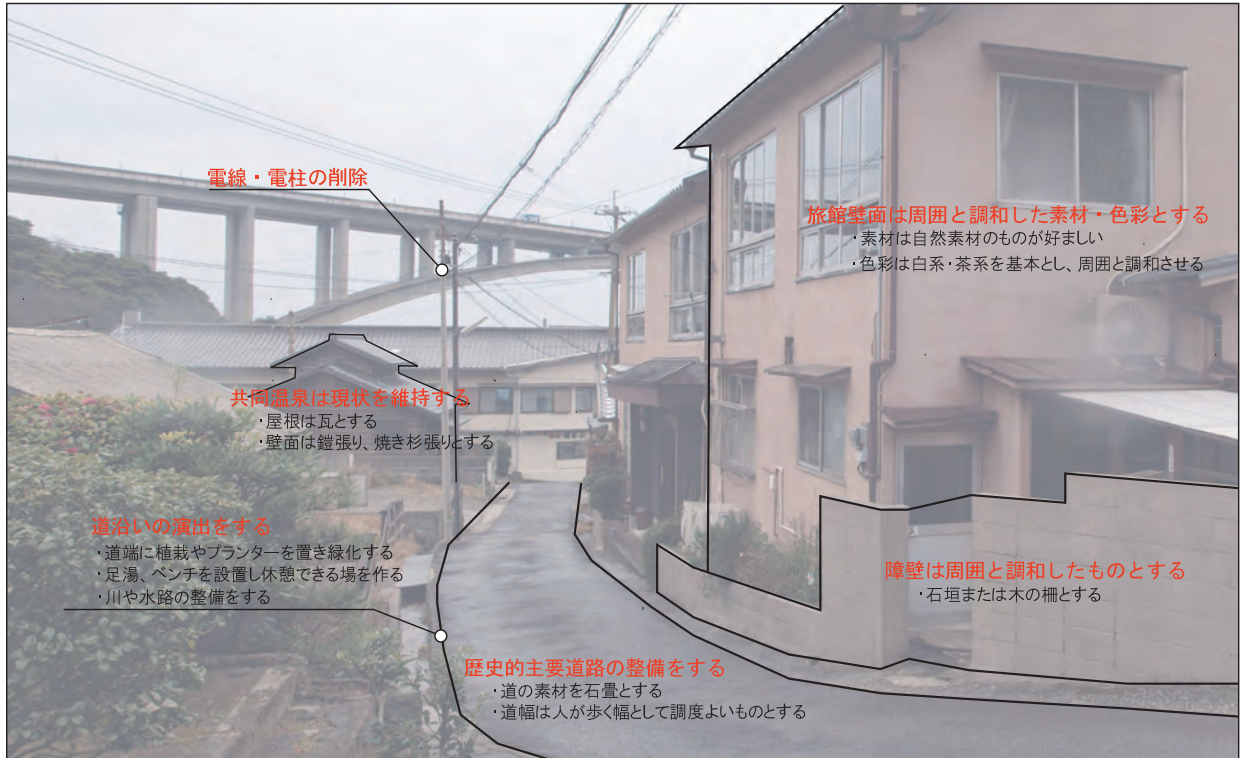 電線・電柱の削除
旅館壁面は周囲と調和した素材・色彩とする
・素材は自然素材のものが好ましい
・色彩は白系・茶系を基本とし、周囲と調和させる
共同温泉は現状を維持する
・屋根は瓦とする
・壁面は鎧張り、焼き杉張りとする
道沿いの演出をする
・道端に植栽やプランターを置き緑化する
・足湯、ベンチを設置し休憩できる場を作る
・川や水路の整備をする
障壁は周囲と調和したものとする
・石垣または木の柵とする
歴史的主要道路の整備をする
・道の素材を石畳とする
・道幅は人が歩く幅として調度よいものとする